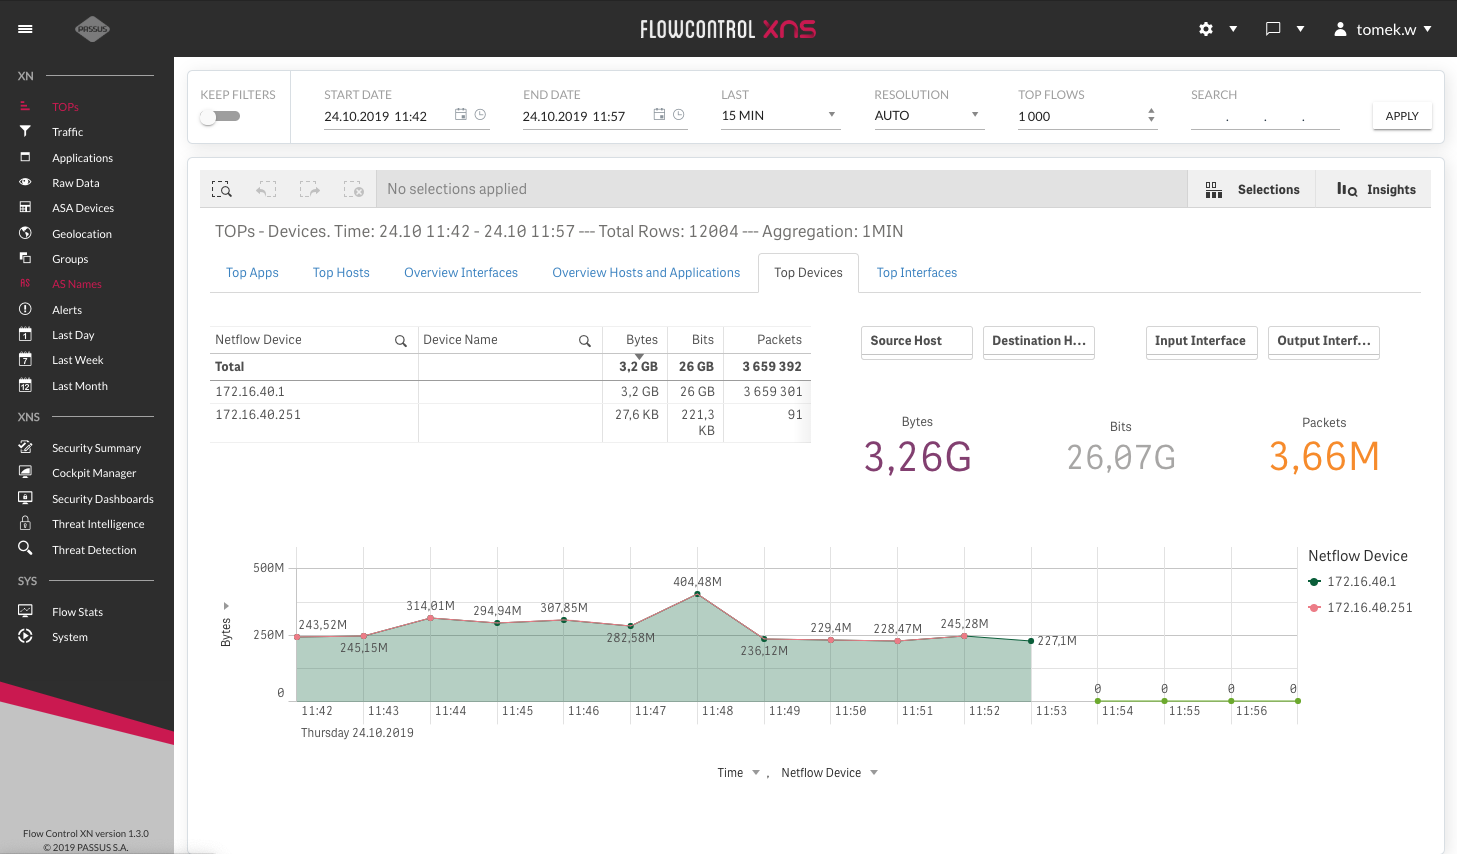 PASSUS
FLOWCONTROL XNS
tomek.w
XN
TOPs
Traffic
Applications
Raw Data
ASA Devices
Geolocation
Groups
AS Names
Alerts
Last Day
Last Week
Last Month
XNS
Security Summary
Cockpit Manager
Security Dashboards
Threat Intelligence
Threat Detection
SYS
Flow Stats
System
Flow Control XN version 1.3.0
© 2019 PASSUS S.A.
KEEP FILTERS
START DATE
24.10.2019 11:42
END DATE
24.10.2019 11:57
LAST
15 MIN
RESOLUTION
AUTO
TOP FLOWS
1 000
SEARCH
. . .
APPLY
No selections applied
Selections
Insights
TOPs - Devices. Time: 24.10 11:42 - 24.10 11:57 --- Total Rows: 12004 --- Aggregation: 1MIN
Top Apps Top Hosts Overview Interfaces Overview Hosts and Applications Top Devices Top Interfaces
Netflow Device Device Name Bytes Bits Packets
Total 3,2 GB 26 GB 3 659 392
172.16.40.1 3,2 GB 26 GB 3 659 301
172.16.40.251 27,6 KB 221,3 KB 91
Source Host
Destination H...
Input Interface
Output Interf...
Bytes
3,26G
Bits
26,07G
Packets
3,66M
Bytes
500M
250M
0
243,52M
245,15M
314,01M
294,94M
307,85M
282,58M
404,48M
236,12M
229,4M
228,47M
245,28M
227,1M
0 0 0 0
11:42 11:43 11:44 11:45 11:46 11:47 11:48 11:49 11:50 11:51 11:52 11:53 11:54 11:55 11:56
Thursday 24.10.2019
Netflow Device
172.16.40.1
172.16.40.251
Time , Netflow Device